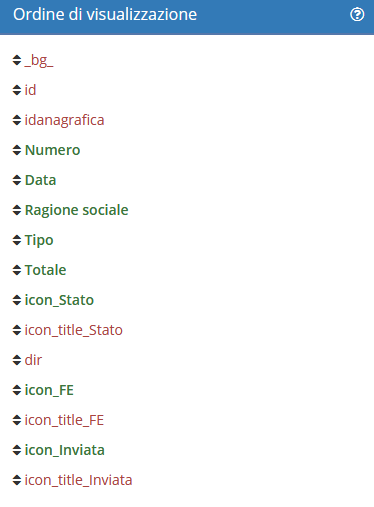 Ordine di visualizzazione
_bg_
id
idanagrafica
Numero
Data
Ragione sociale
Tipo
Totale
icon_Stato
icon_title_Stato
dir
icon_FE
icon_title_FE
icon_Inviata
icon_title_Inviata